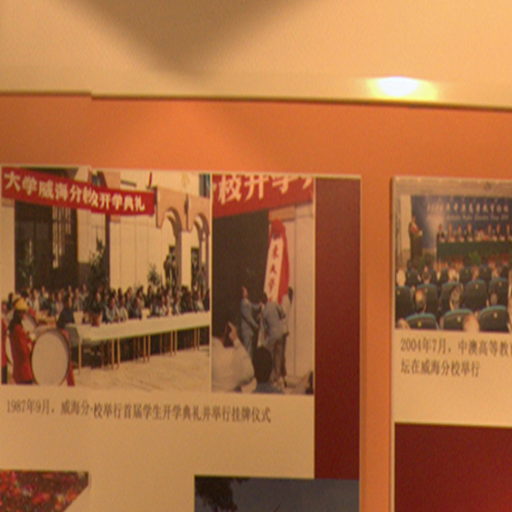 大学威海分校开学典礼
校开学
1987年9月，威海分校举行首届学生开学典礼并举行挂牌仪式
2004年7月，中澳高等教育
坛在威海分校举行